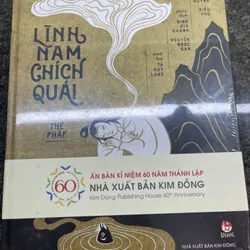 LĨNH
NAM
CHÍCH
QUÁI
KIỀU PHÚ
ĐINH GIA
KHÁNH
NGUYỄN
NGỌC SAN
TẠ HUY LONG
60
ẤN BẢN KỈ NIỆM 60 NĂM THÀNH LẬP
NHÀ XUẤT BẢN KIM ĐỒNG
Kim Dong Publishing House 60th Anniversary
NHÀ XUẤT BẢN KIM ĐỒNG